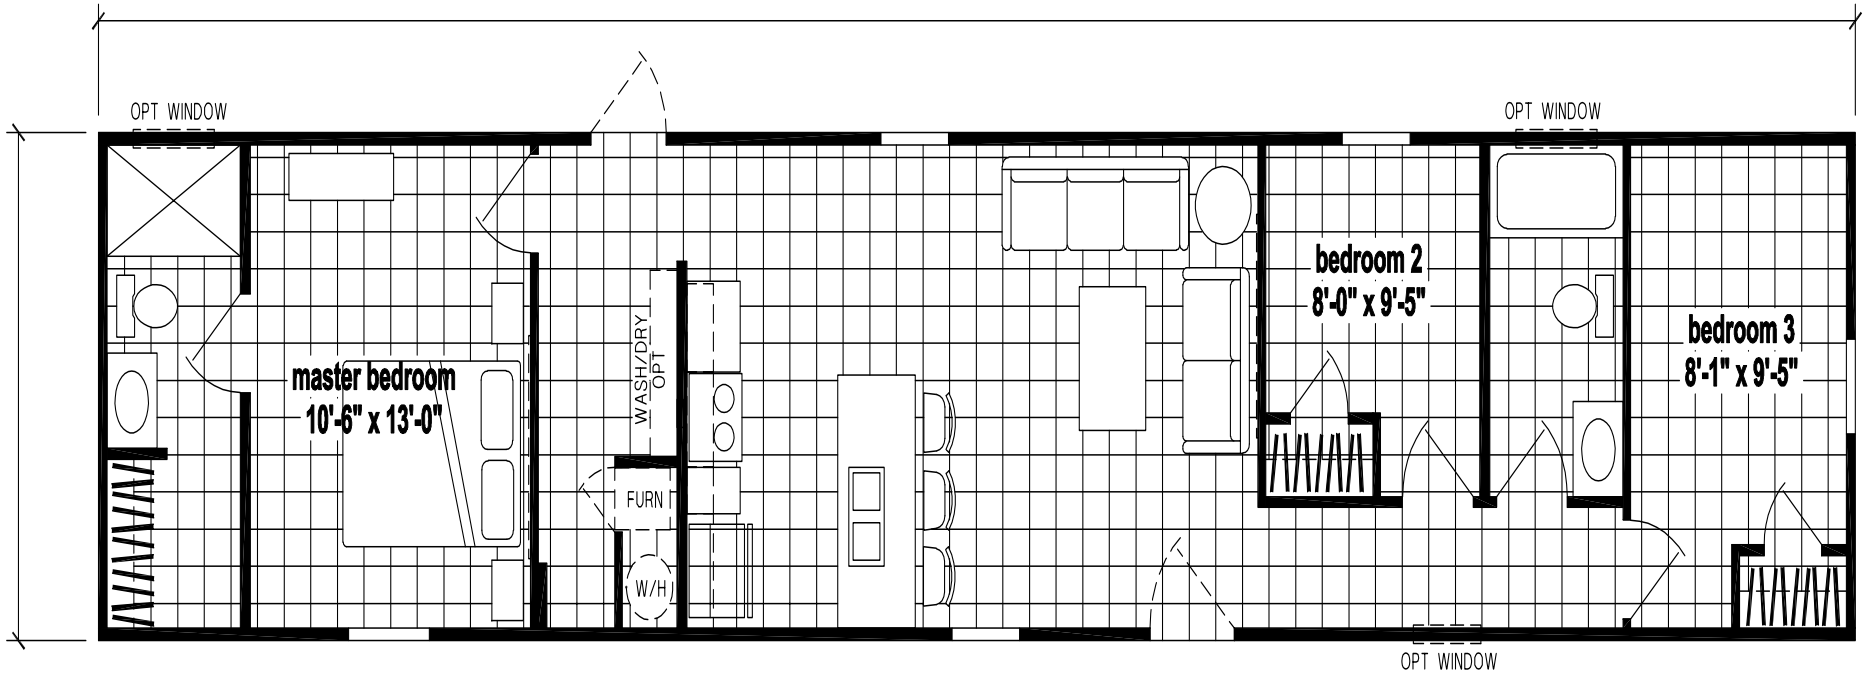 OPT WINDOW
OPT WINDOW
bedroom 2
8'-0" x 9'-5"
bedroom 3
8'-1" x 9'-5"
master bedroom
10'-6" x 13'-0"
WASH/DRY
OPT
FURN
W/H
OPT WINDOW